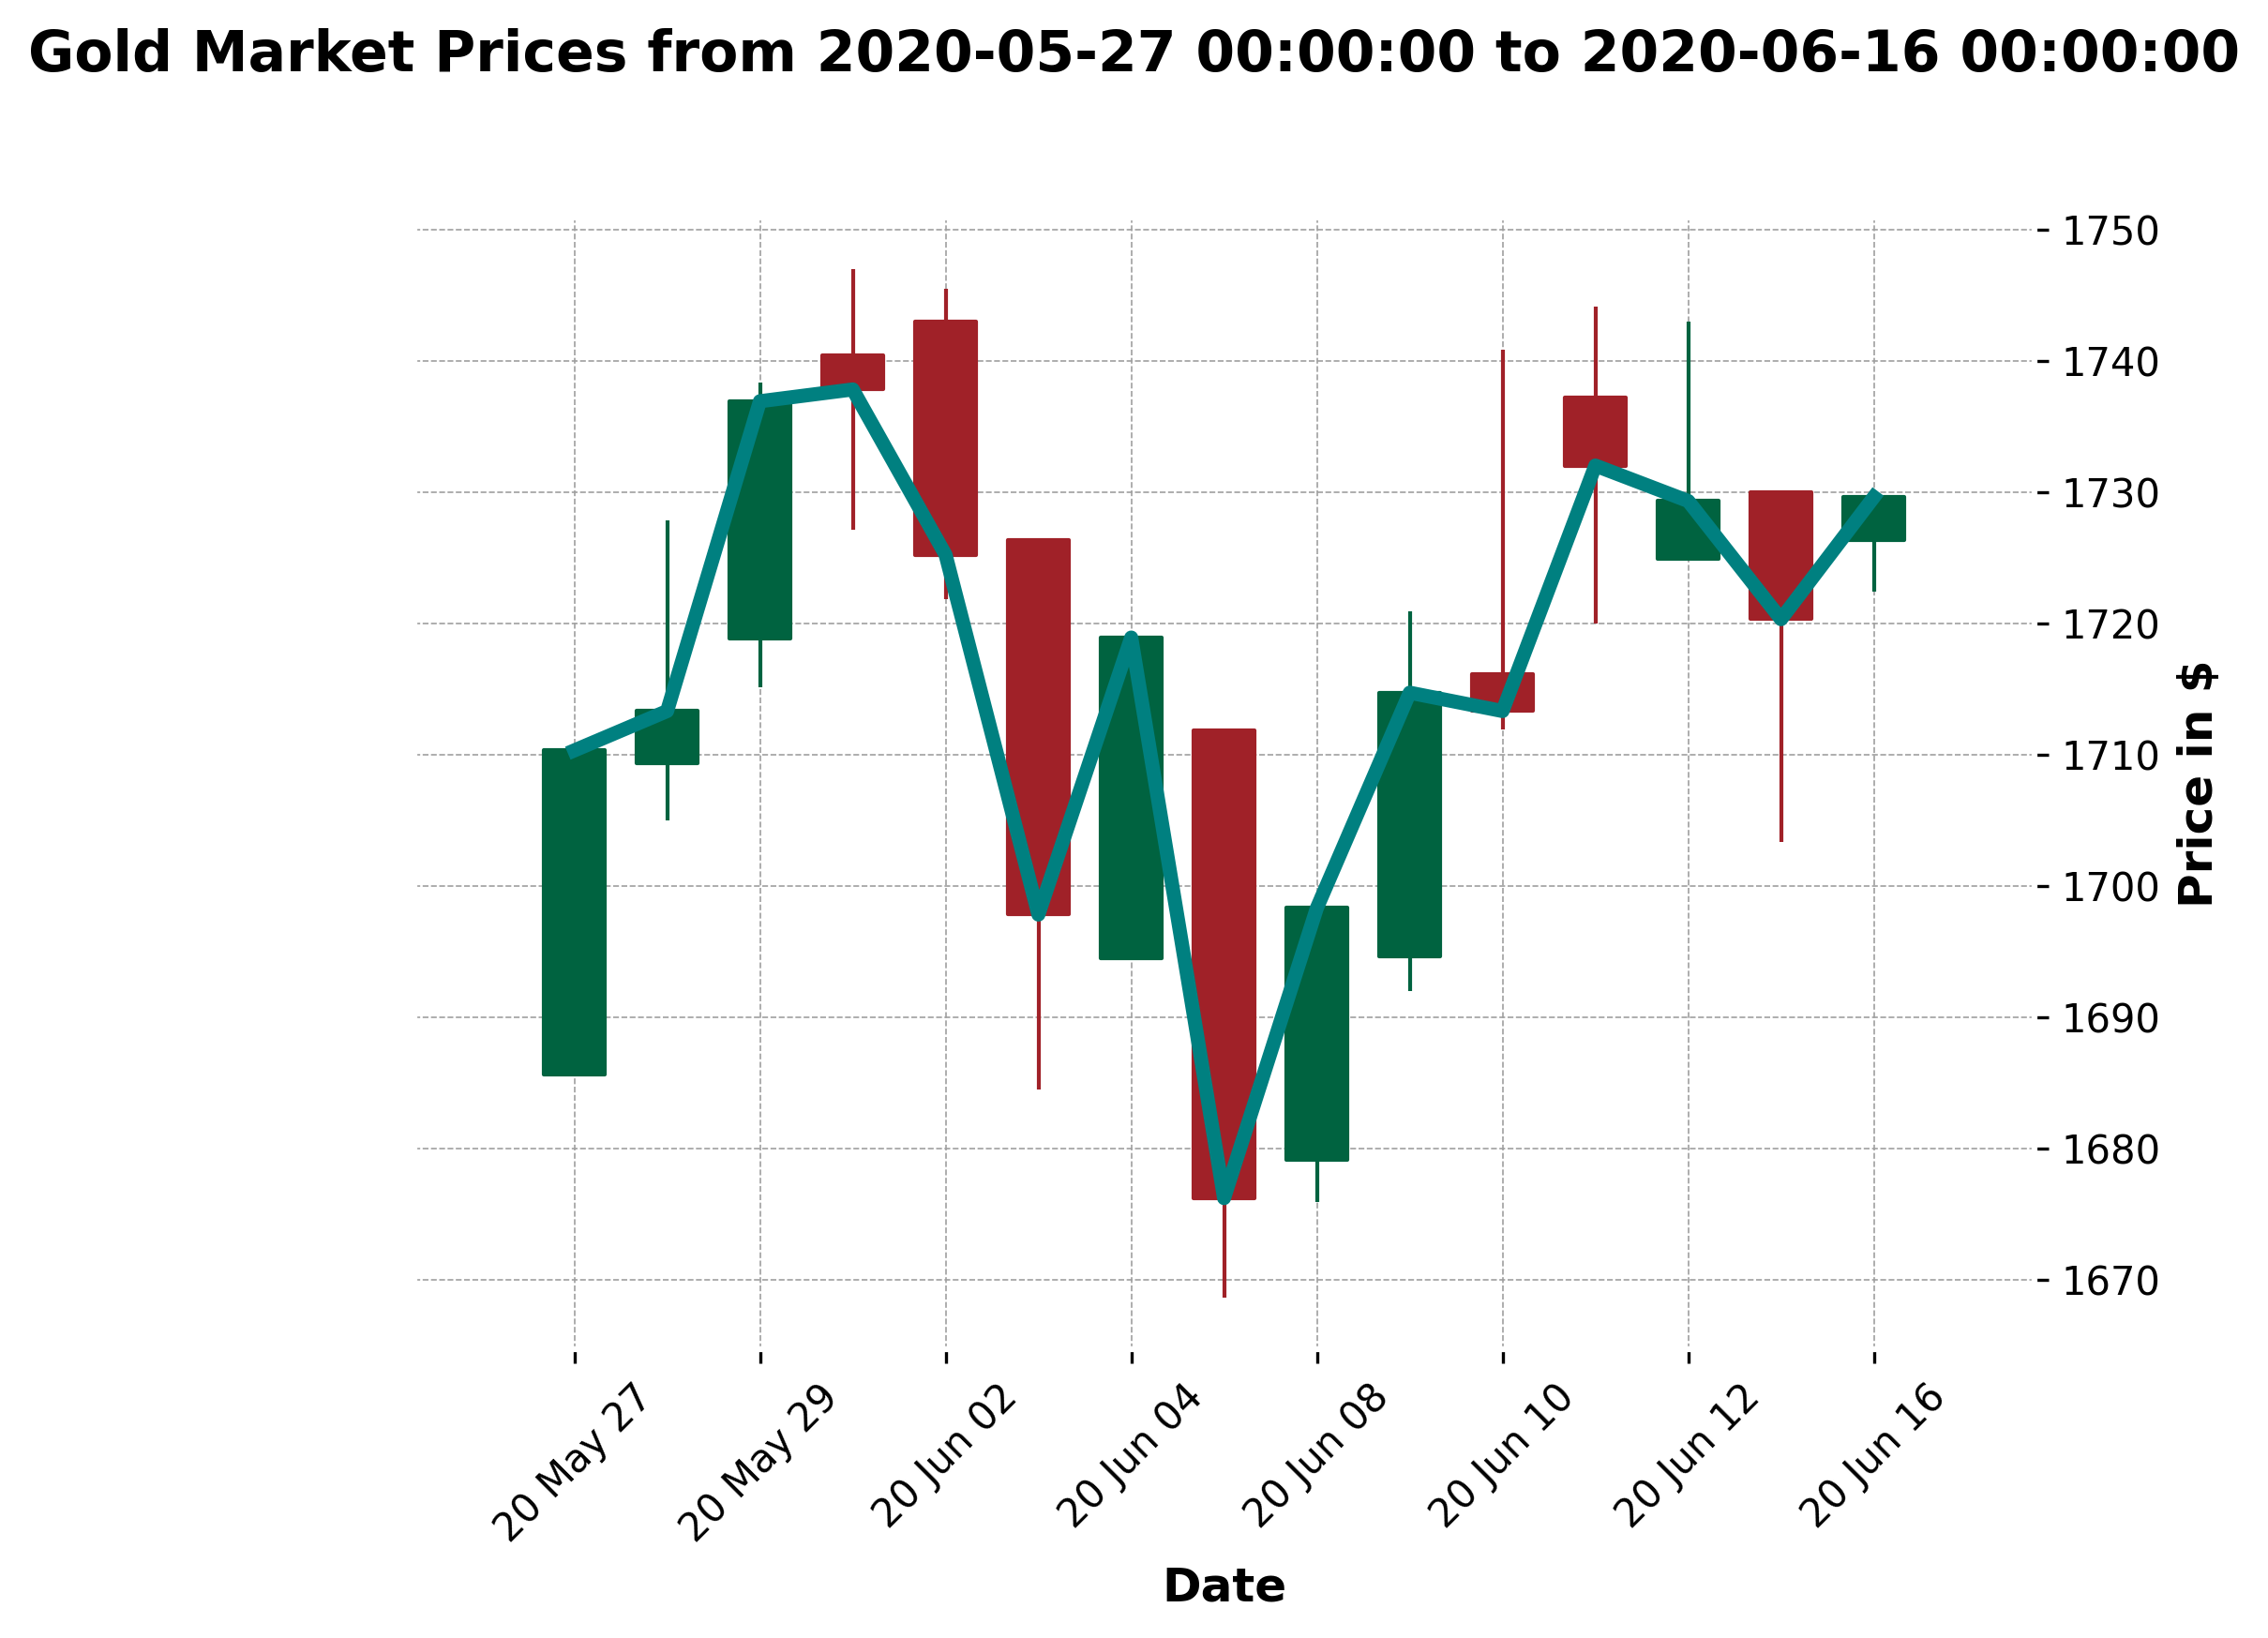 Gold Market Prices from 2020-05-27 00:00:00 to 2020-06-16 00:00:00
1750
1740
1730
1720
1710
1700
1690
1680
1670
Price in $
20 May 27
20 May 29
20 Jun 02
20 Jun 04
20 Jun 08
20 Jun 10
20 Jun 12
20 Jun 16
Date